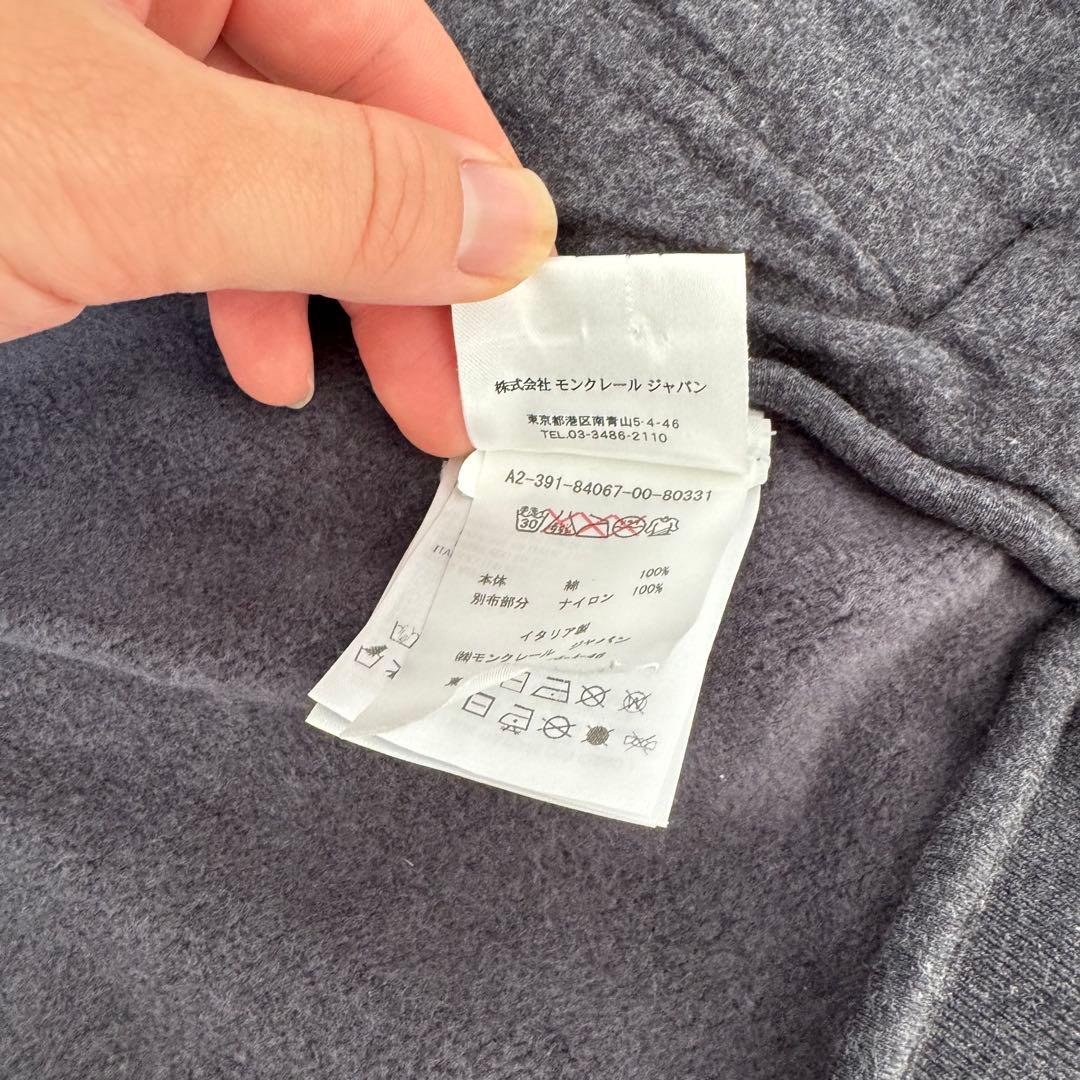 株式会社 モンクレール ジャパン
東京都港区南青山5-4-46
TEL.03-3486-2110
A2-391-84067-00-80331
30
本体 綿 100%
別布部分 ナイロン 100%
イタリア製
㈱モンクレール ジャパン
東
ITA